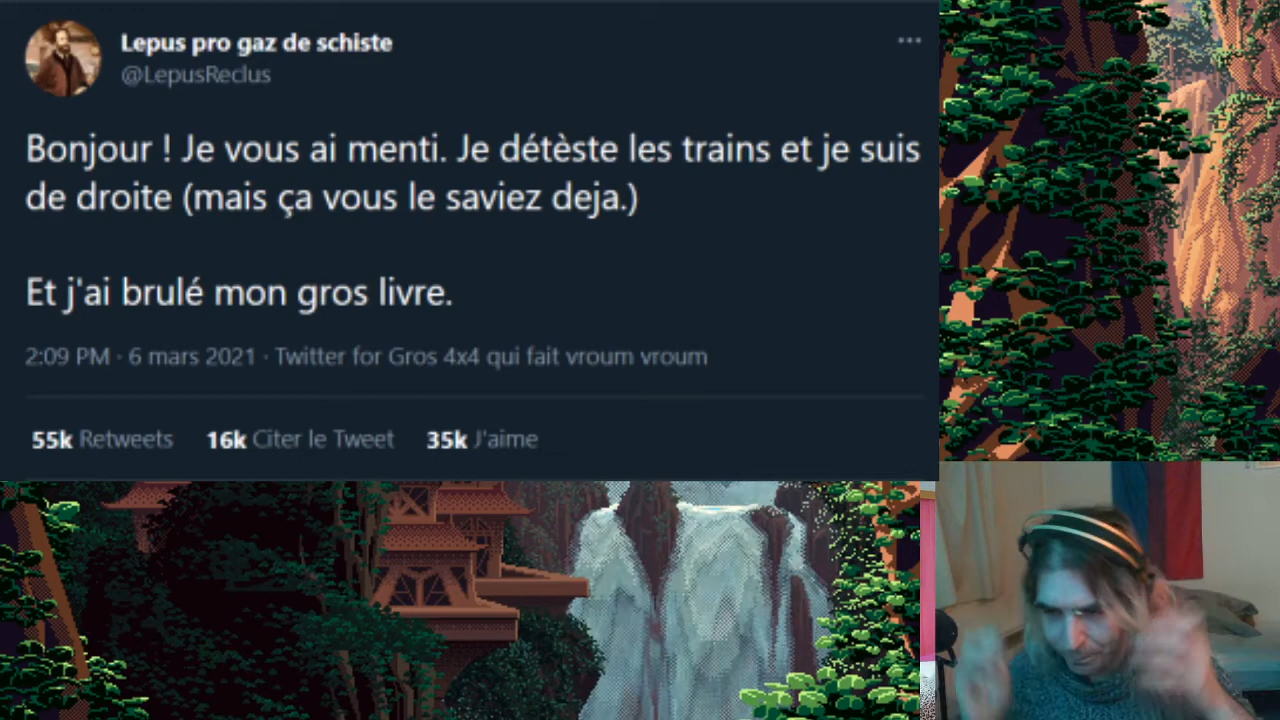 Lepus pro gaz de schiste
@LepusReclus
Bonjour ! Je vous ai menti. Je détèste les trains et je suis
de droite (mais ça vous le saviez deja.)
Et j'ai brulé mon gros livre.
2:09 PM · 6 mars 2021 · Twitter for Gros 4x4 qui fait vroum vroum
55k Retweets 16k Citer le Tweet 35k J'aime